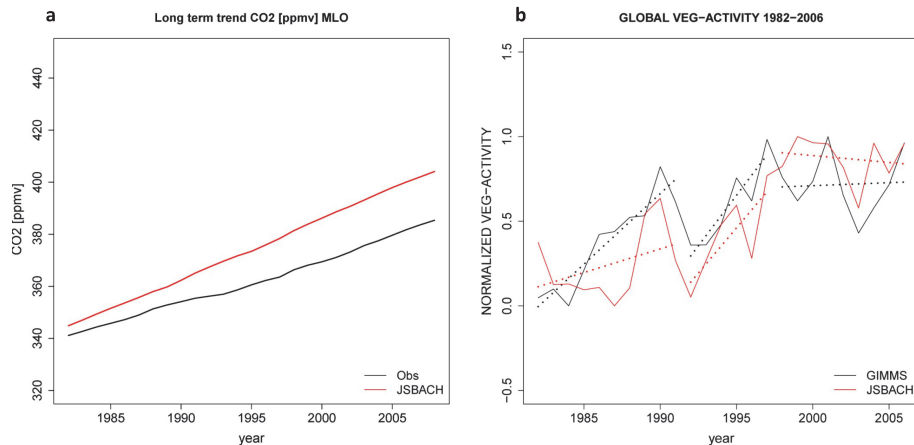 a
Long term trend CO2 [ppmv] MLO
CO2 [ppmv]
440
420
400
380
360
340
320
Obs
JSBACH
1985 1990 1995 2000 2005
year
b
GLOBAL VEG−ACTIVITY 1982−2006
NORMALIZED VEG−ACTIVITY
1.5
1.0
0.5
0.0
−0.5
GIMMS
JSBACH
1985 1990 1995 2000 2005
year